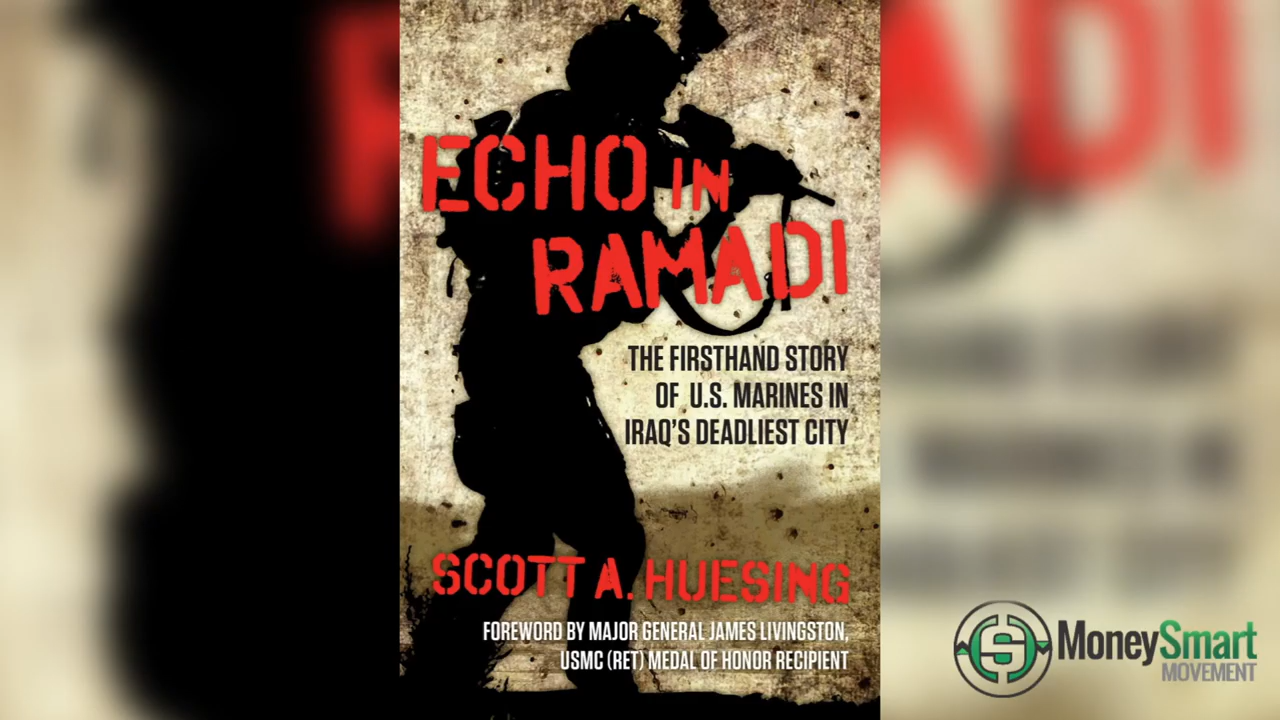 ECHO IN
RAMADI
THE FIRSTHAND STORY
OF U.S. MARINES IN
IRAQ'S DEADLIEST CITY
SCOTT A. HUESING
FOREWORD BY MAJOR GENERAL JAMES LIVINGSTON,
USMC (RET) MEDAL OF HONOR RECIPIENT
MoneySmart
MOVEMENT